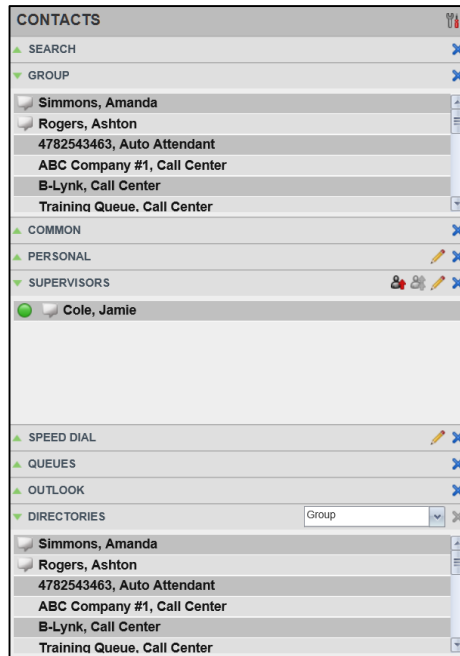 CONTACTS
SEARCH
GROUP
Simmons, Amanda
Rogers, Ashton
4782543463, Auto Attendant
ABC Company #1, Call Center
B-Lynk, Call Center
Training Queue, Call Center
COMMON
PERSONAL
SUPERVISORS
Cole, Jamie
SPEED DIAL
QUEUES
OUTLOOK
DIRECTORIES Group
Simmons, Amanda
Rogers, Ashton
4782543463, Auto Attendant
ABC Company #1, Call Center
B-Lynk, Call Center
Training Queue, Call Center